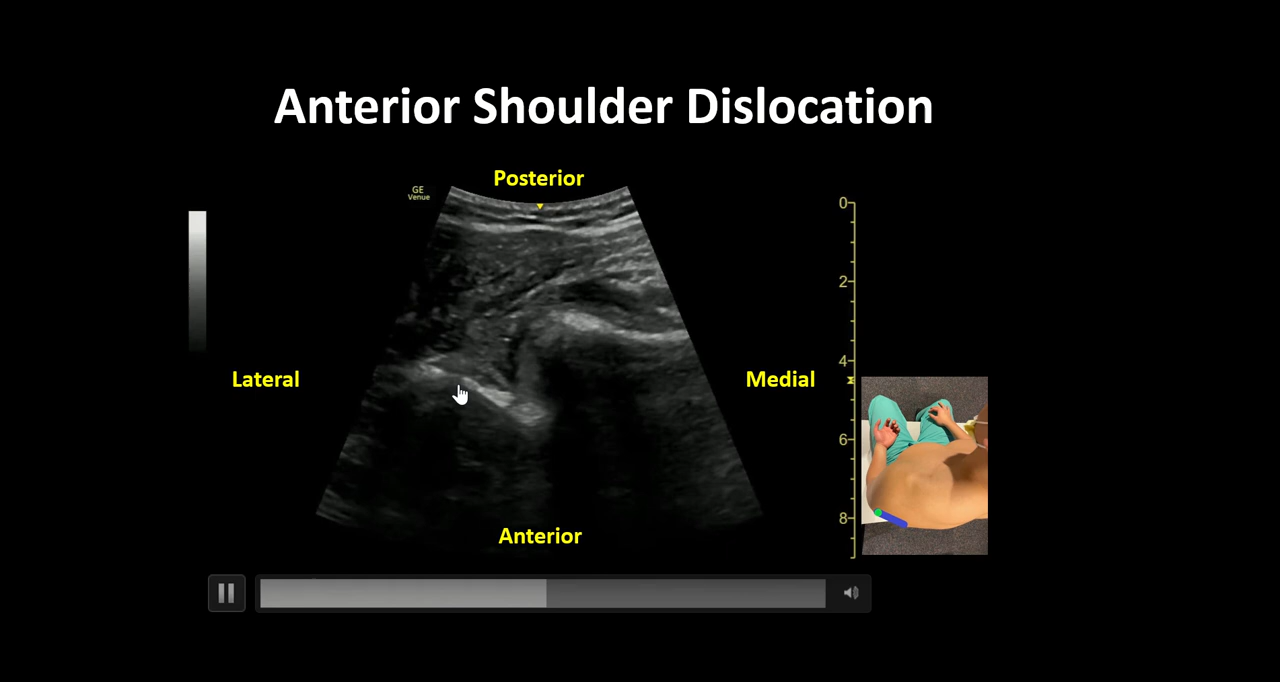 Anterior Shoulder Dislocation
Posterior
GE
Venue
0
2
Lateral
Medial
4
6
8
Anterior